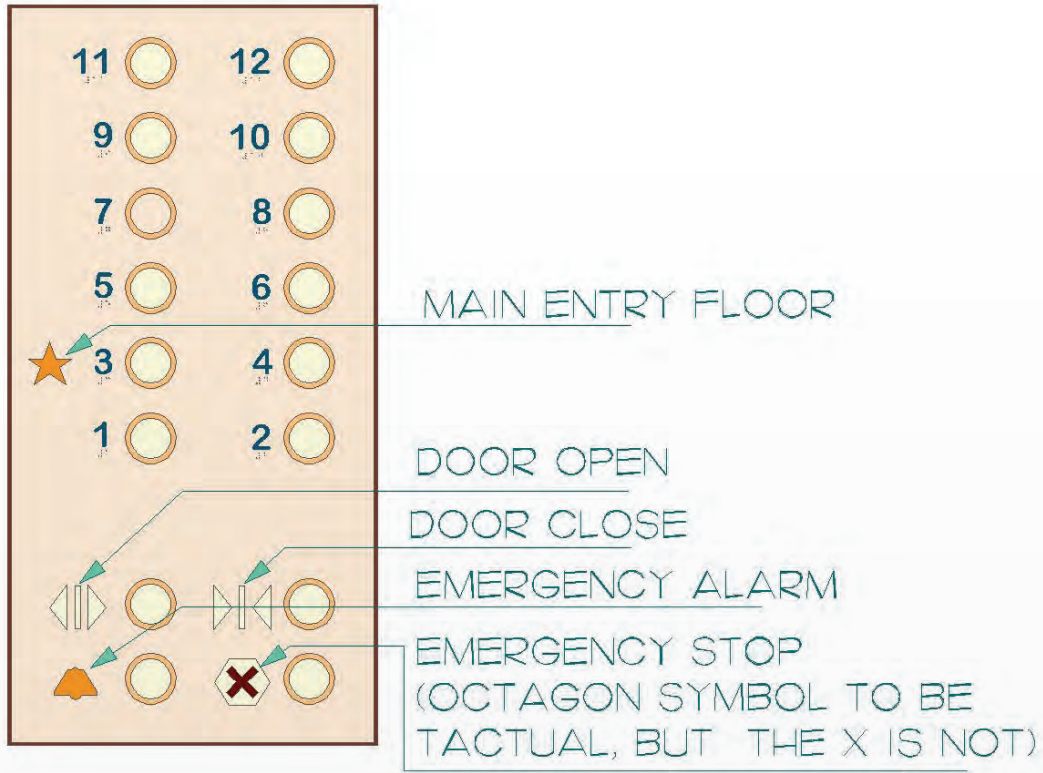 11 12
9 10
7 8
5 6
MAIN ENTRY FLOOR
3 4
1 2
DOOR OPEN
DOOR CLOSE
EMERGENCY ALARM
EMERGENCY STOP
(OCTAGON SYMBOL TO BE
TACTUAL, BUT THE X IS NOT)